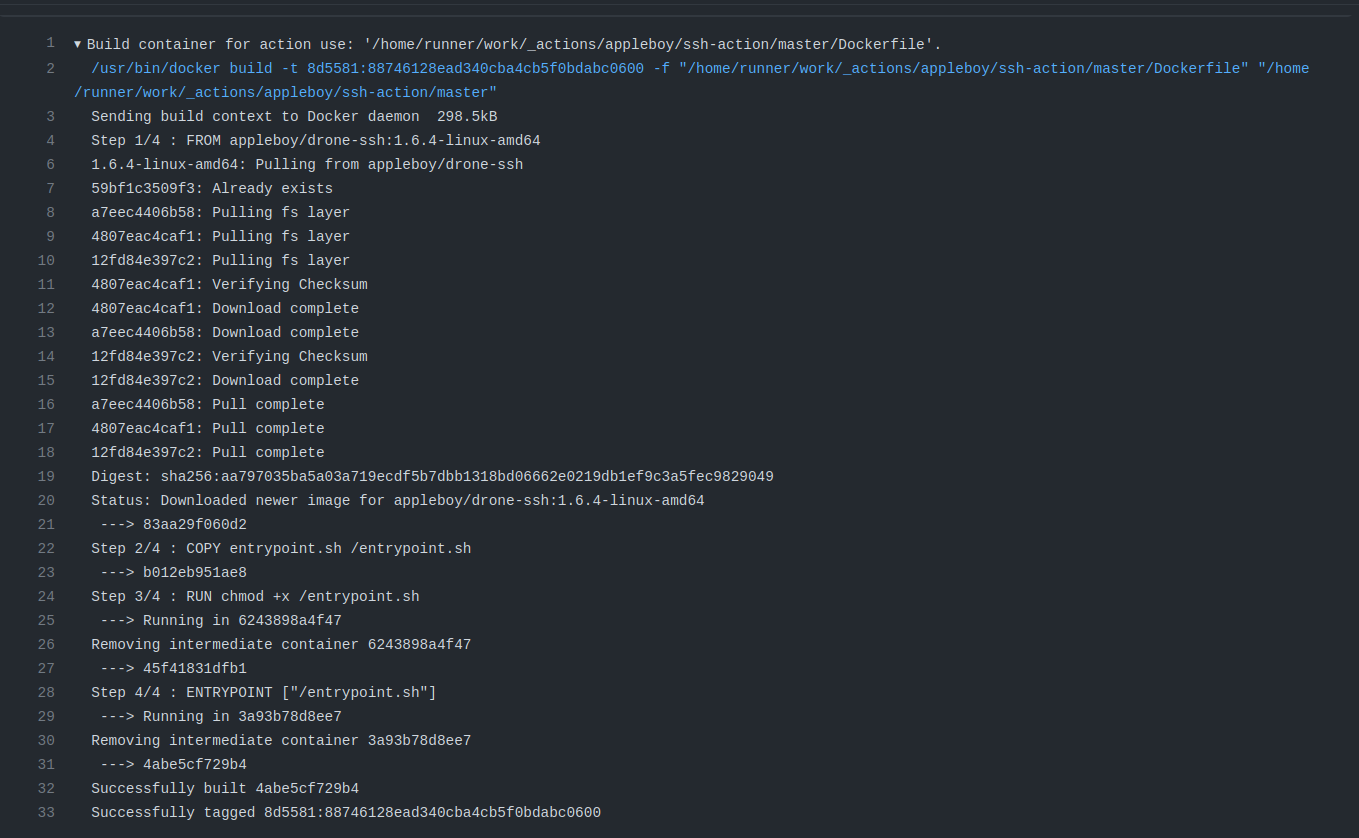 1 ▼ Build container for action use: '/home/runner/work/_actions/appleboy/ssh-action/master/Dockerfile'.
2 /usr/bin/docker build -t 8d5581:88746128ead340cba4cb5f0bdabc0600 -f "/home/runner/work/_actions/appleboy/ssh-action/master/Dockerfile" "/home
/runner/work/_actions/appleboy/ssh-action/master"
3 Sending build context to Docker daemon  298.5kB
4 Step 1/4 : FROM appleboy/drone-ssh:1.6.4-linux-amd64
6 1.6.4-linux-amd64: Pulling from appleboy/drone-ssh
7 59bf1c3509f3: Already exists
8 a7eec4406b58: Pulling fs layer
9 4807eac4caf1: Pulling fs layer
10 12fd84e397c2: Pulling fs layer
11 4807eac4caf1: Verifying Checksum
12 4807eac4caf1: Download complete
13 a7eec4406b58: Download complete
14 12fd84e397c2: Verifying Checksum
15 12fd84e397c2: Download complete
16 a7eec4406b58: Pull complete
17 4807eac4caf1: Pull complete
18 12fd84e397c2: Pull complete
19 Digest: sha256:aa797035ba5a03a719ecdf5b7dbb1318bd06662e0219db1ef9c3a5fec9829049
20 Status: Downloaded newer image for appleboy/drone-ssh:1.6.4-linux-amd64
21 ---> 83aa29f060d2
22 Step 2/4 : COPY entrypoint.sh /entrypoint.sh
23 ---> b012eb951ae8
24 Step 3/4 : RUN chmod +x /entrypoint.sh
25 ---> Running in 6243898a4f47
26 Removing intermediate container 6243898a4f47
27 ---> 45f41831dfb1
28 Step 4/4 : ENTRYPOINT ["/entrypoint.sh"]
29 ---> Running in 3a93b78d8ee7
30 Removing intermediate container 3a93b78d8ee7
31 ---> 4abe5cf729b4
32 Successfully built 4abe5cf729b4
33 Successfully tagged 8d5581:88746128ead340cba4cb5f0bdabc0600